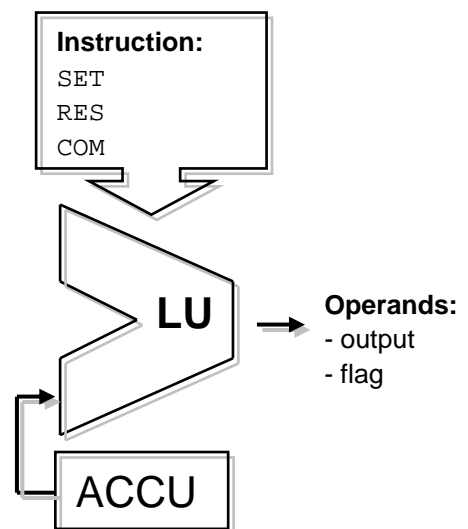 Instruction:
SET
RES
COM
LU
Operands:
- output
- flag
ACCU